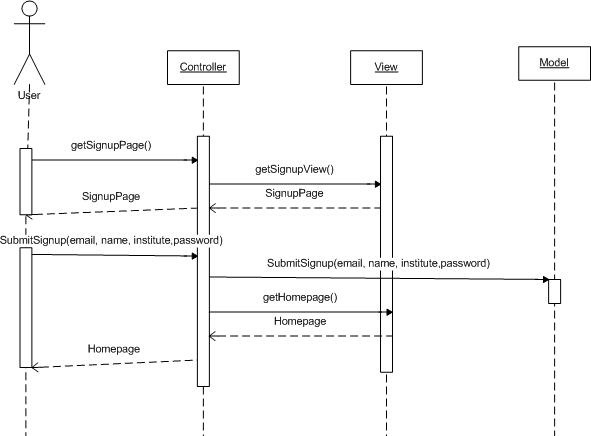 Controller
View
Model
User
getSignupPage()
getSignupView()
SignupPage
SignupPage
SubmitSignup(email, name, institute,password)
SubmitSignup(email, name, institute,password)
getHomepage()
Homepage
Homepage